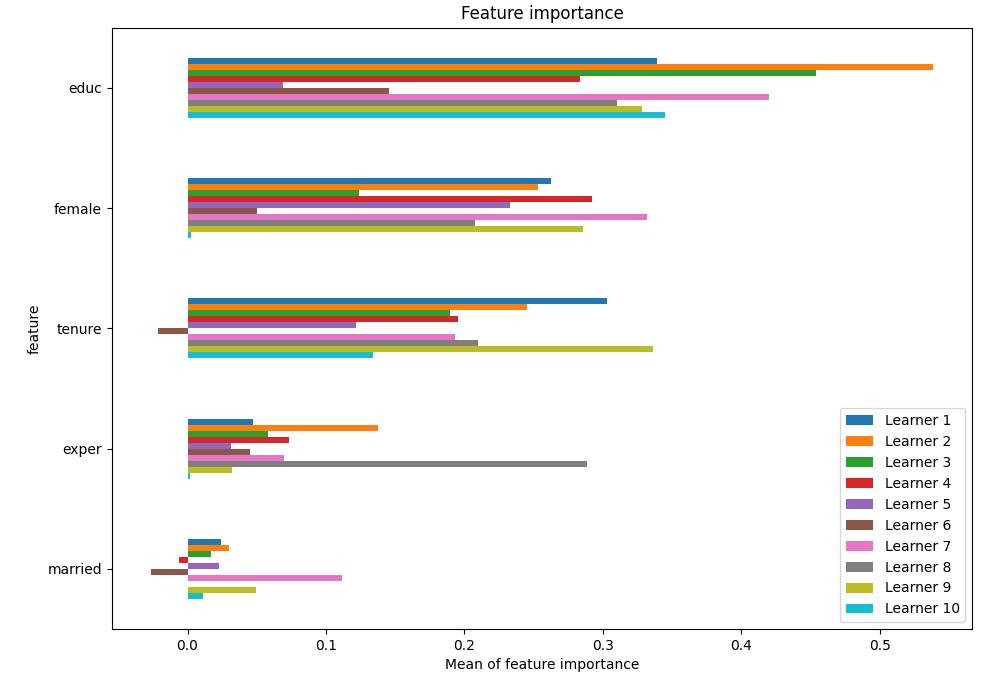 Feature importance
educ
female
tenure
exper
married
feature
0.0
0.1
0.2
0.3
0.4
0.5
Mean of feature importance
Learner 1
Learner 2
Learner 3
Learner 4
Learner 5
Learner 6
Learner 7
Learner 8
Learner 9
Learner 10